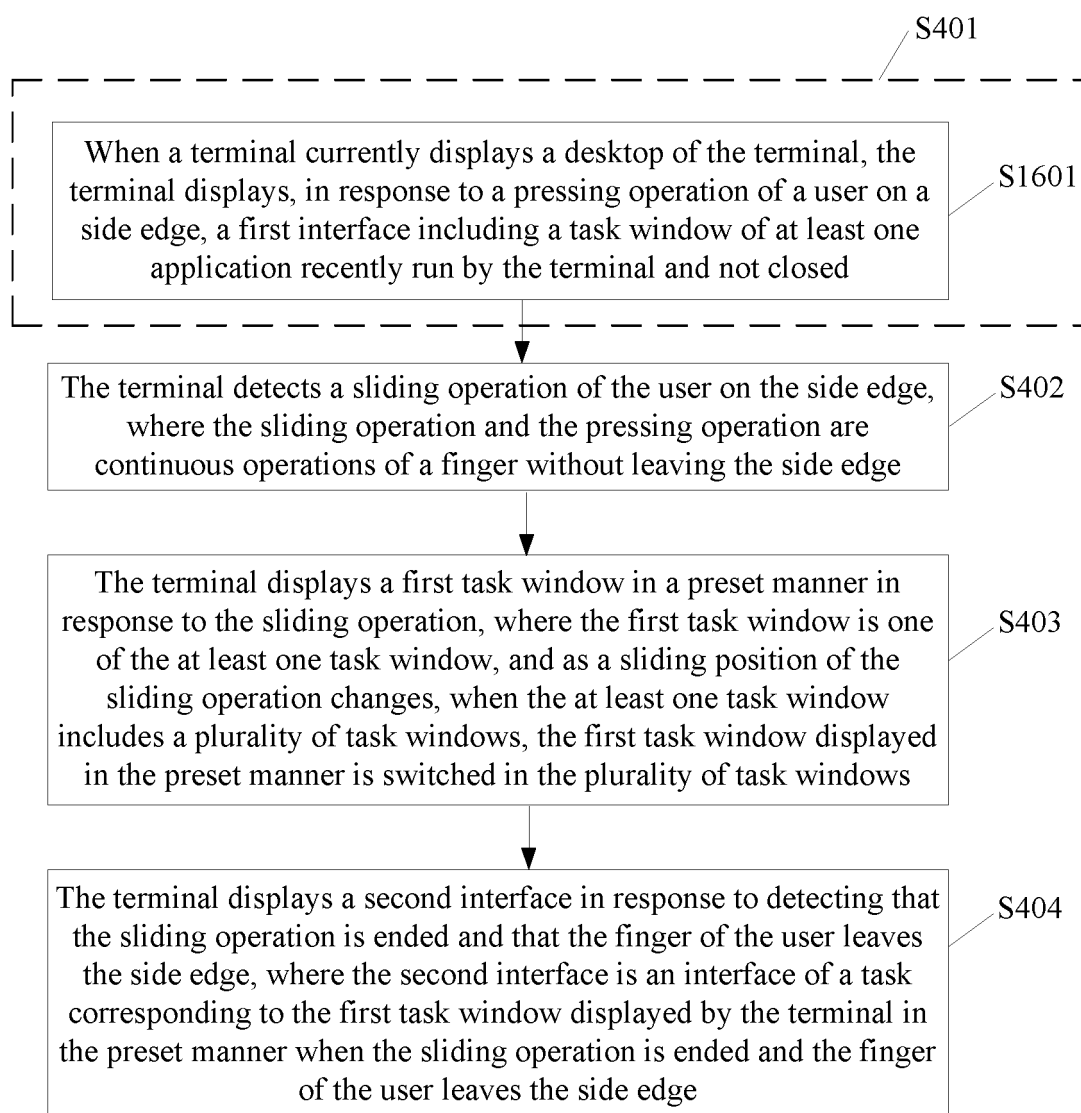 S401
When a terminal currently displays a desktop of the terminal, the
terminal displays, in response to a pressing operation of a user on a
side edge, a first interface including a task window of at least one
application recently run by the terminal and not closed
S1601
The terminal detects a sliding operation of the user on the side edge,
where the sliding operation and the pressing operation are
continuous operations of a finger without leaving the side edge
S402
The terminal displays a first task window in a preset manner in
response to the sliding operation, where the first task window is one
of the at least one task window, and as a sliding position of the
sliding operation changes, when the at least one task window
includes a plurality of task windows, the first task window displayed
in the preset manner is switched in the plurality of task windows
S403
The terminal displays a second interface in response to detecting that
the sliding operation is ended and that the finger of the user leaves
the side edge, where the second interface is an interface of a task
corresponding to the first task window displayed by the terminal in
the preset manner when the sliding operation is ended and the finger
of the user leaves the side edge
S404